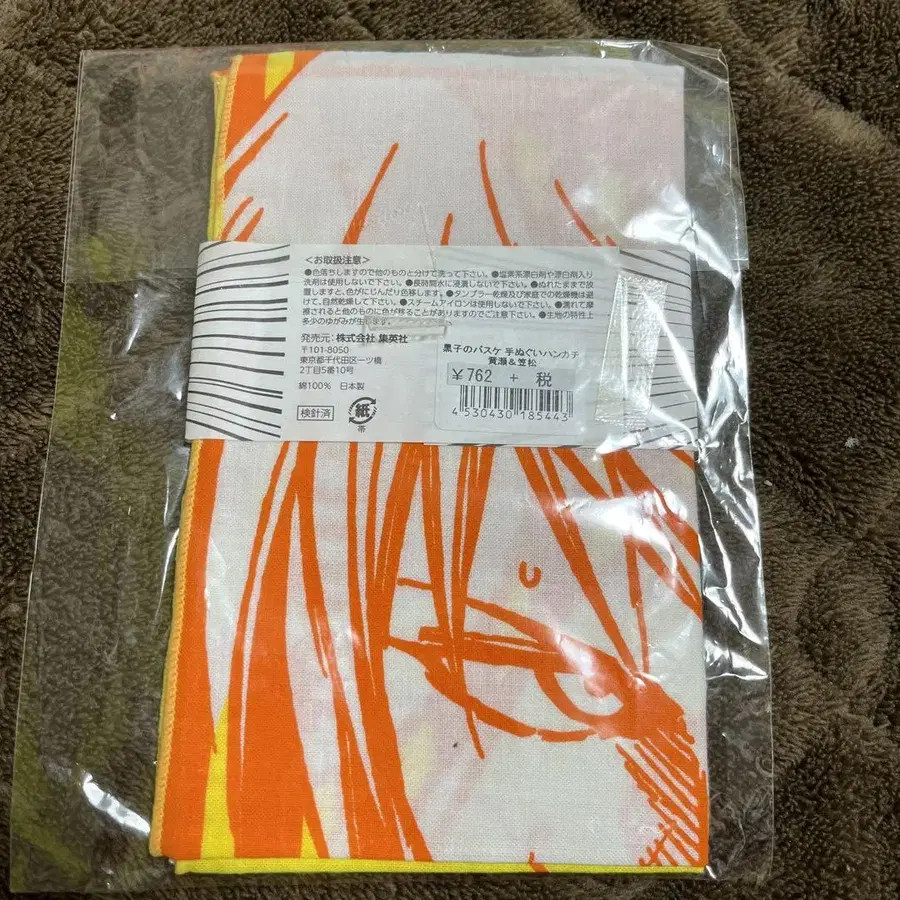 ＜お取扱注意＞
●色落ちしますので他のものと分けて洗って下さい。●塩素系漂白剤や漂白剤入り
洗剤は使用しないで下さい。●長時間水に浸漬しないで下さい。●ぬれたままで放
置しますと、色がにじんだり色移します。●タンブラー乾燥及び家庭での乾燥機は避
けて、自然乾燥して下さい。●スチームアイロンは使用しないで下さい。●濡れて摩
擦されると他のものに色が移ることがありますのでご注意下さい。●生地の特性上
多少のゆがみが生じます。
発売元：株式会社 集英社
〒101-8050
東京都千代田区一ツ橋
2丁目5番10号
綿100% 日本製
検針済
紙
帯
黒子のバスケ 手ぬぐいハンカチ
黄瀬&笠松
¥762 + 税
4 530430 185443